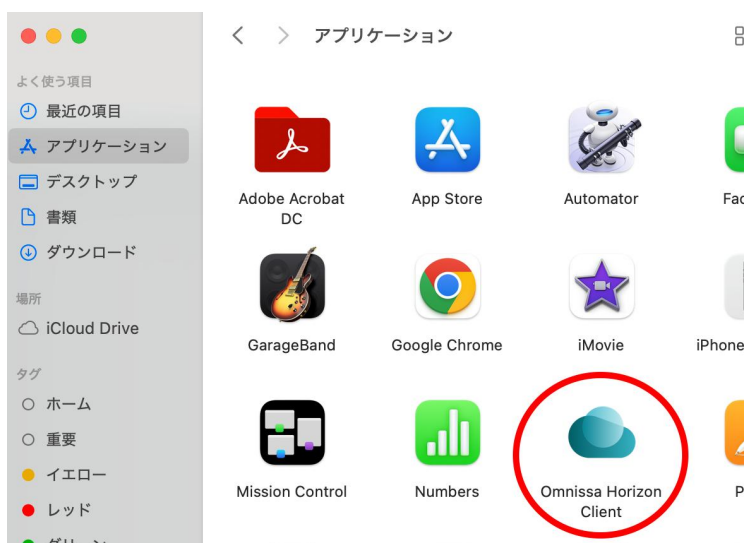 アプリケーション
よく使う項目
最近の項目
アプリケーション
デスクトップ
書類
ダウンロード
場所
iCloud Drive
タグ
ホーム
重要
イエロー
レッド
Adobe Acrobat
DC
App Store
Automator
Fac
GarageBand
Google Chrome
iMovie
iPhone
Mission Control
Numbers
Omnissa Horizon
Client
P